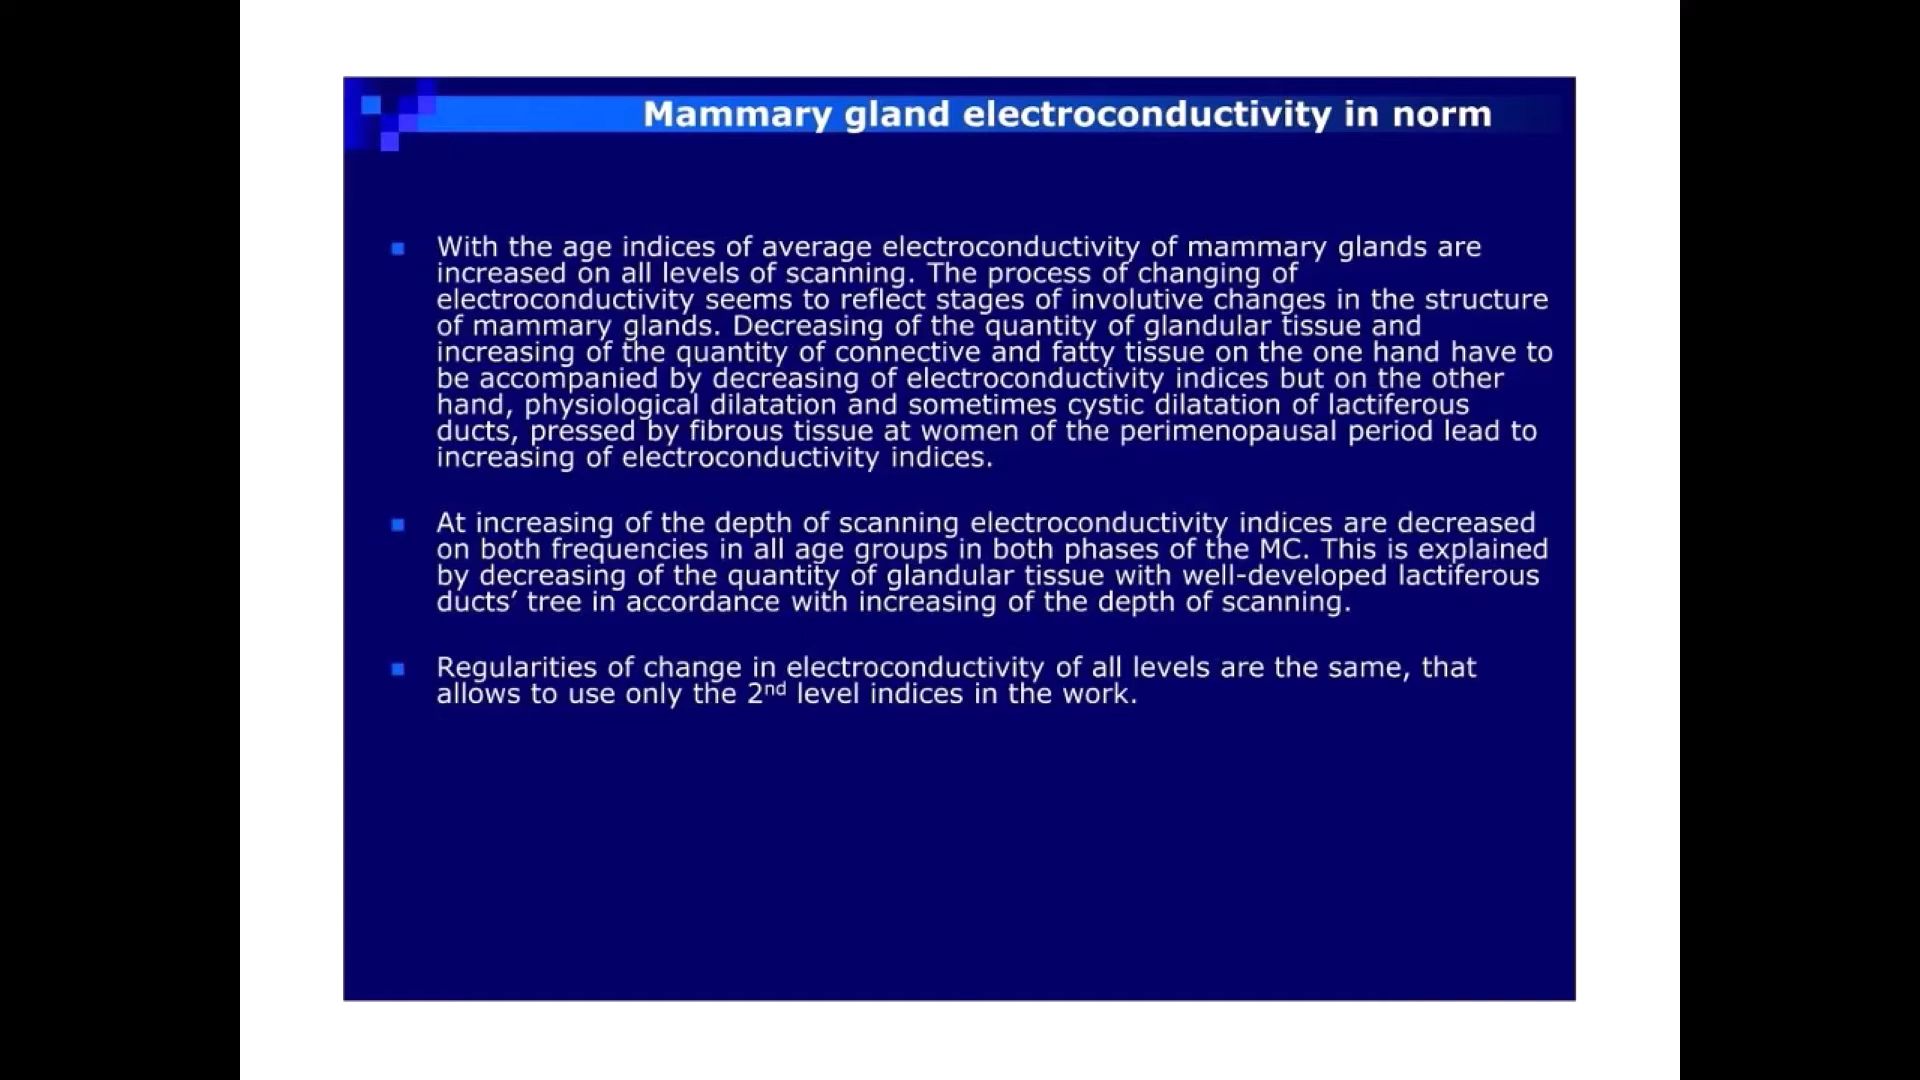 Mammary gland electroconductivity in norm
With the age indices of average electroconductivity of mammary glands are
increased on all levels of scanning. The process of changing of
electroconductivity seems to reflect stages of involutive changes in the structure
of mammary glands. Decreasing of the quantity of glandular tissue and
increasing of the quantity of connective and fatty tissue on the one hand have to
be accompanied by decreasing of electroconductivity indices but on the other
hand, physiological dilatation and sometimes cystic dilatation of lactiferous
ducts, pressed by fibrous tissue at women of the perimenopausal period lead to
increasing of electroconductivity indices.
At increasing of the depth of scanning electroconductivity indices are decreased
on both frequencies in all age groups in both phases of the MC. This is explained
by decreasing of the quantity of glandular tissue with well-developed lactiferous
ducts’ tree in accordance with increasing of the depth of scanning.
Regularities of change in electroconductivity of all levels are the same, that
allows to use only the 2nd level indices in the work.